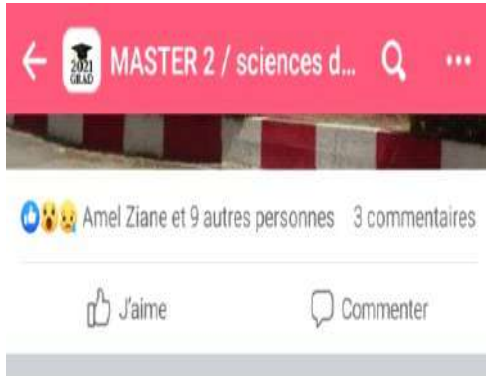 2021
GRAD
MASTER 2 / sciences d...
Amel Ziane et 9 autres personnes 3 commentaires
J'aime Commenter